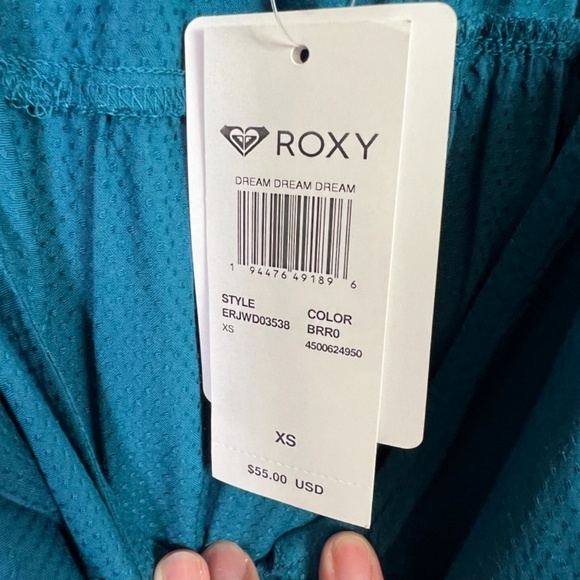 ROXY
DREAM DREAM DREAM
1 94476 49189 6
STYLE COLOR
ERJWD03538 BRR0
XS 4500624950
XS
$55.00 USD